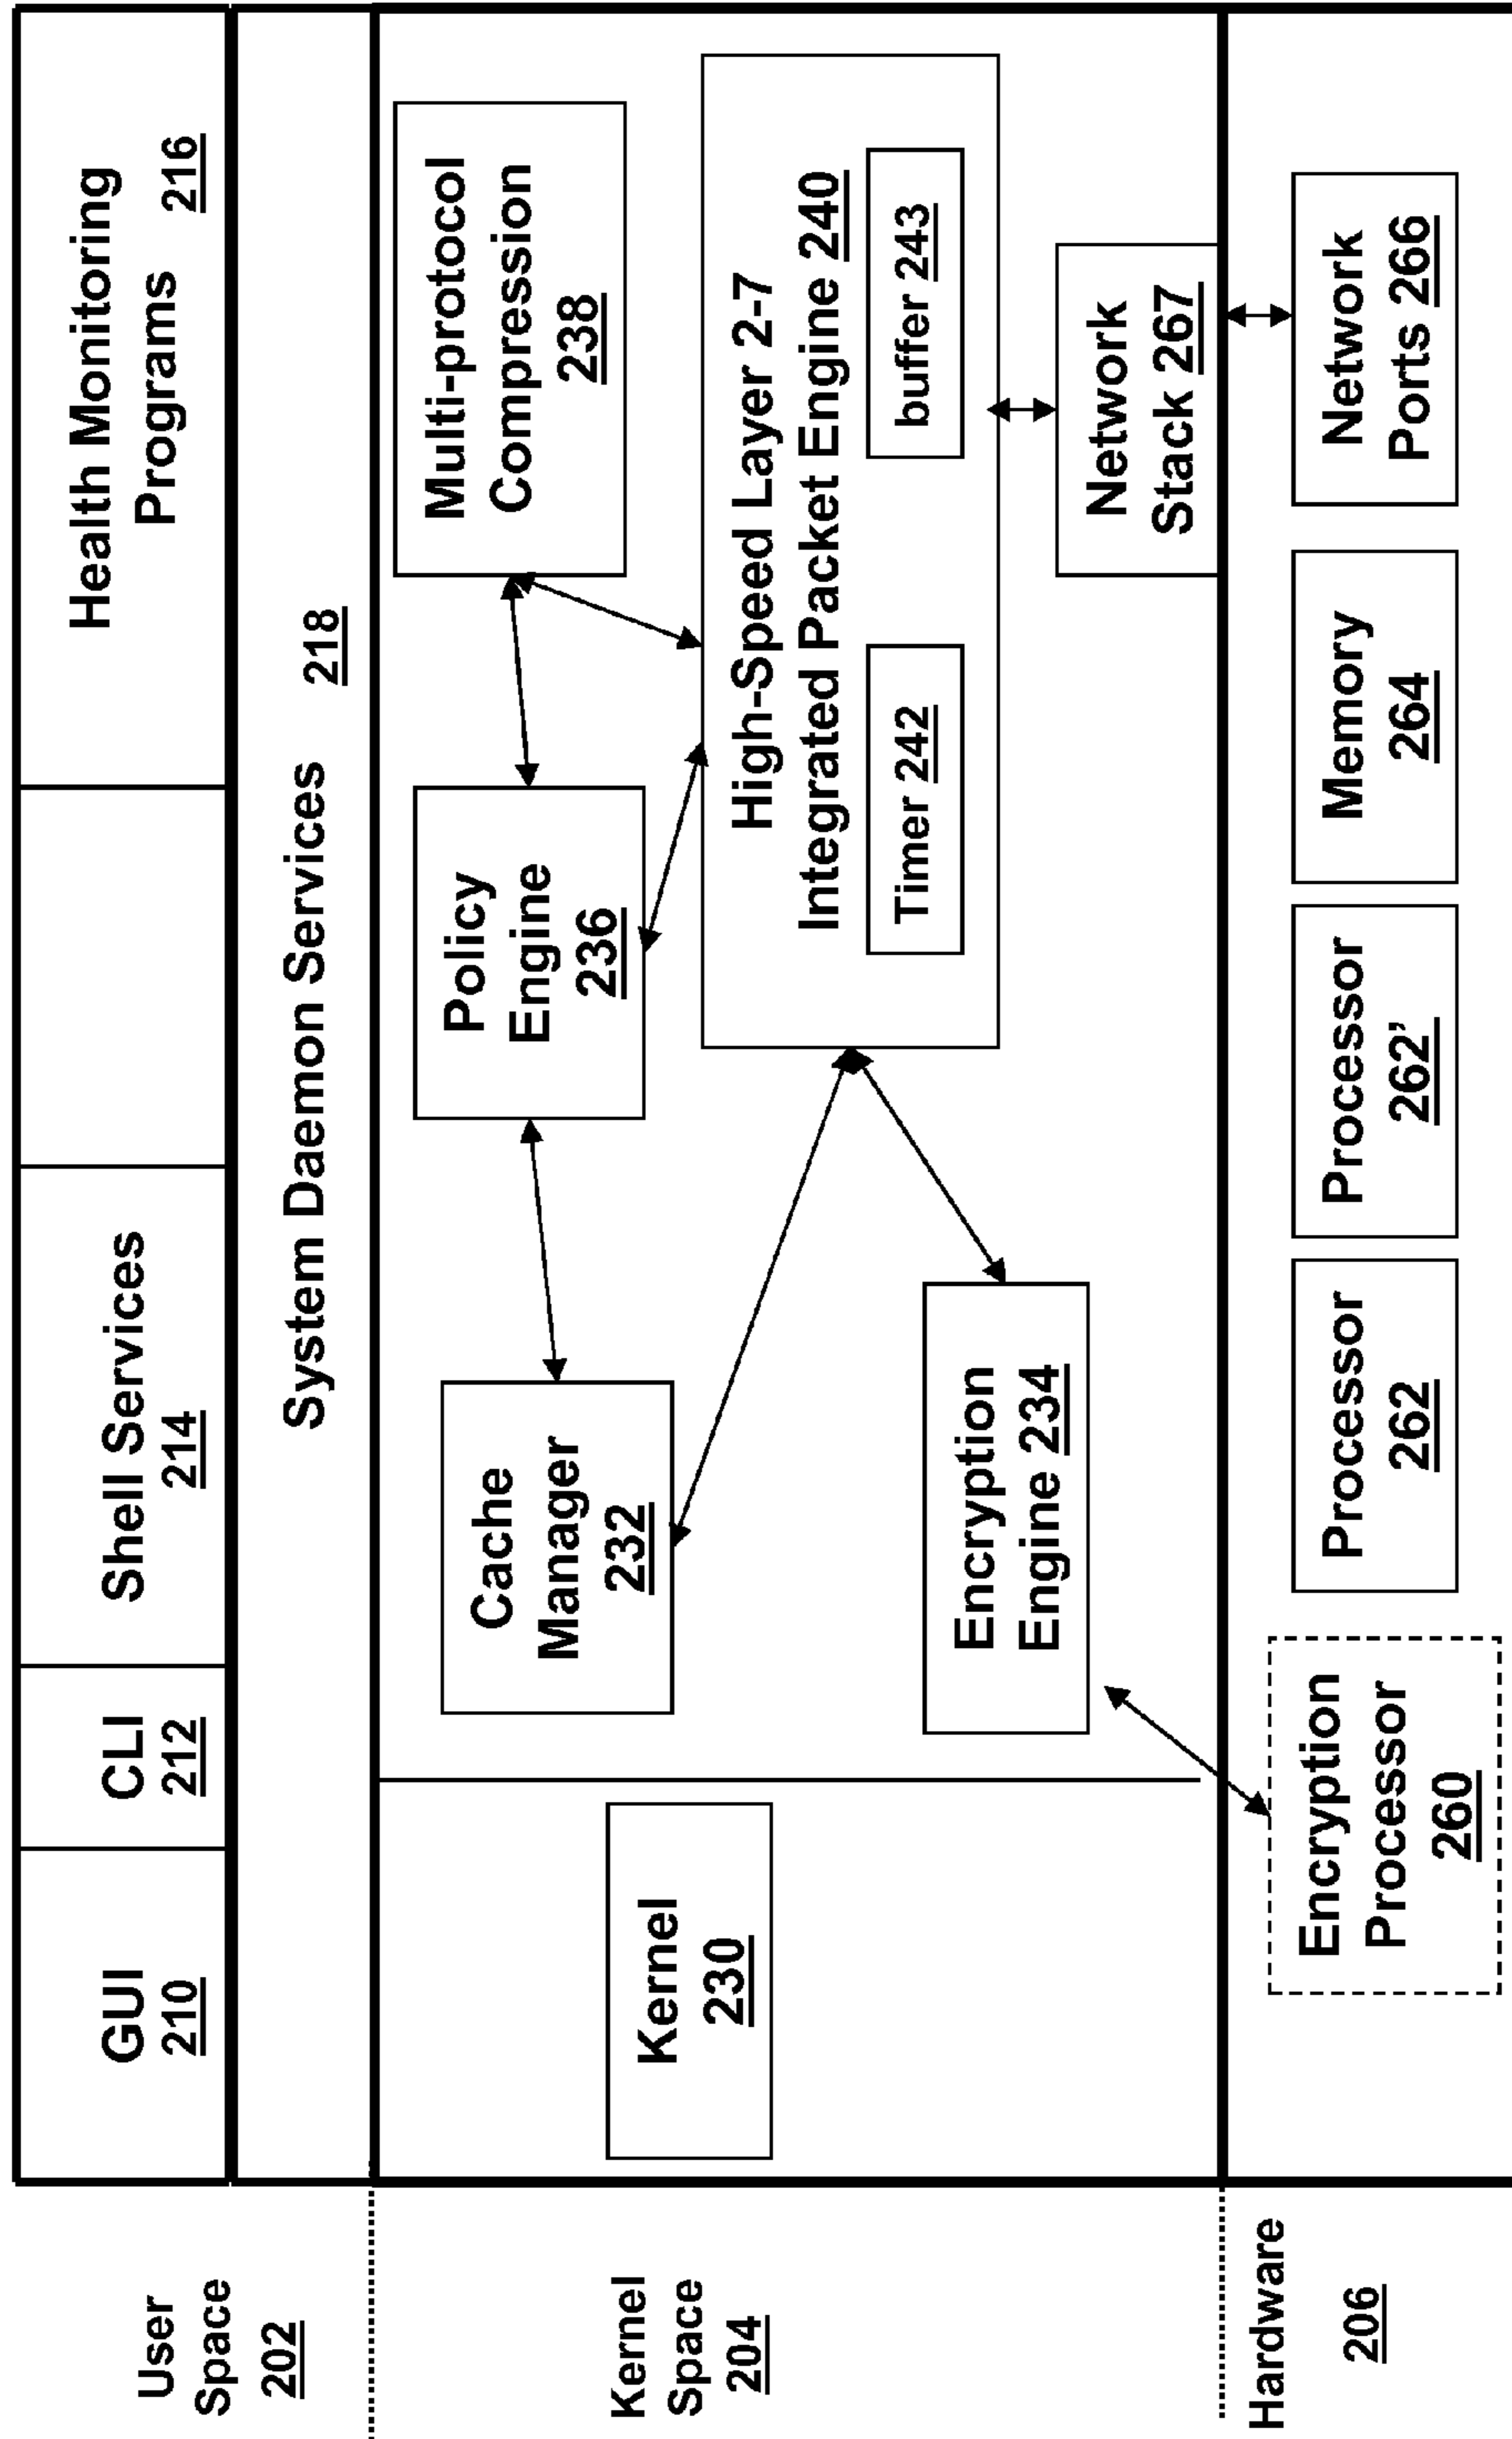 User
Space
202
GUI
210
CLI
212
Shell Services
214
Health Monitoring
Programs 216
System Daemon Services 218
Kernel
Space
204
Kernel
230
Cache
Manager
232
Policy
Engine
236
Multi-protocol
Compression
238
High-Speed Layer 2-7
Integrated Packet Engine 240
Timer 242
buffer 243
Encryption
Engine 234
Network
Stack 267
Hardware
206
Encryption
Processor
260
Processor
262
Processor
262’
Memory
264
Network
Ports 266